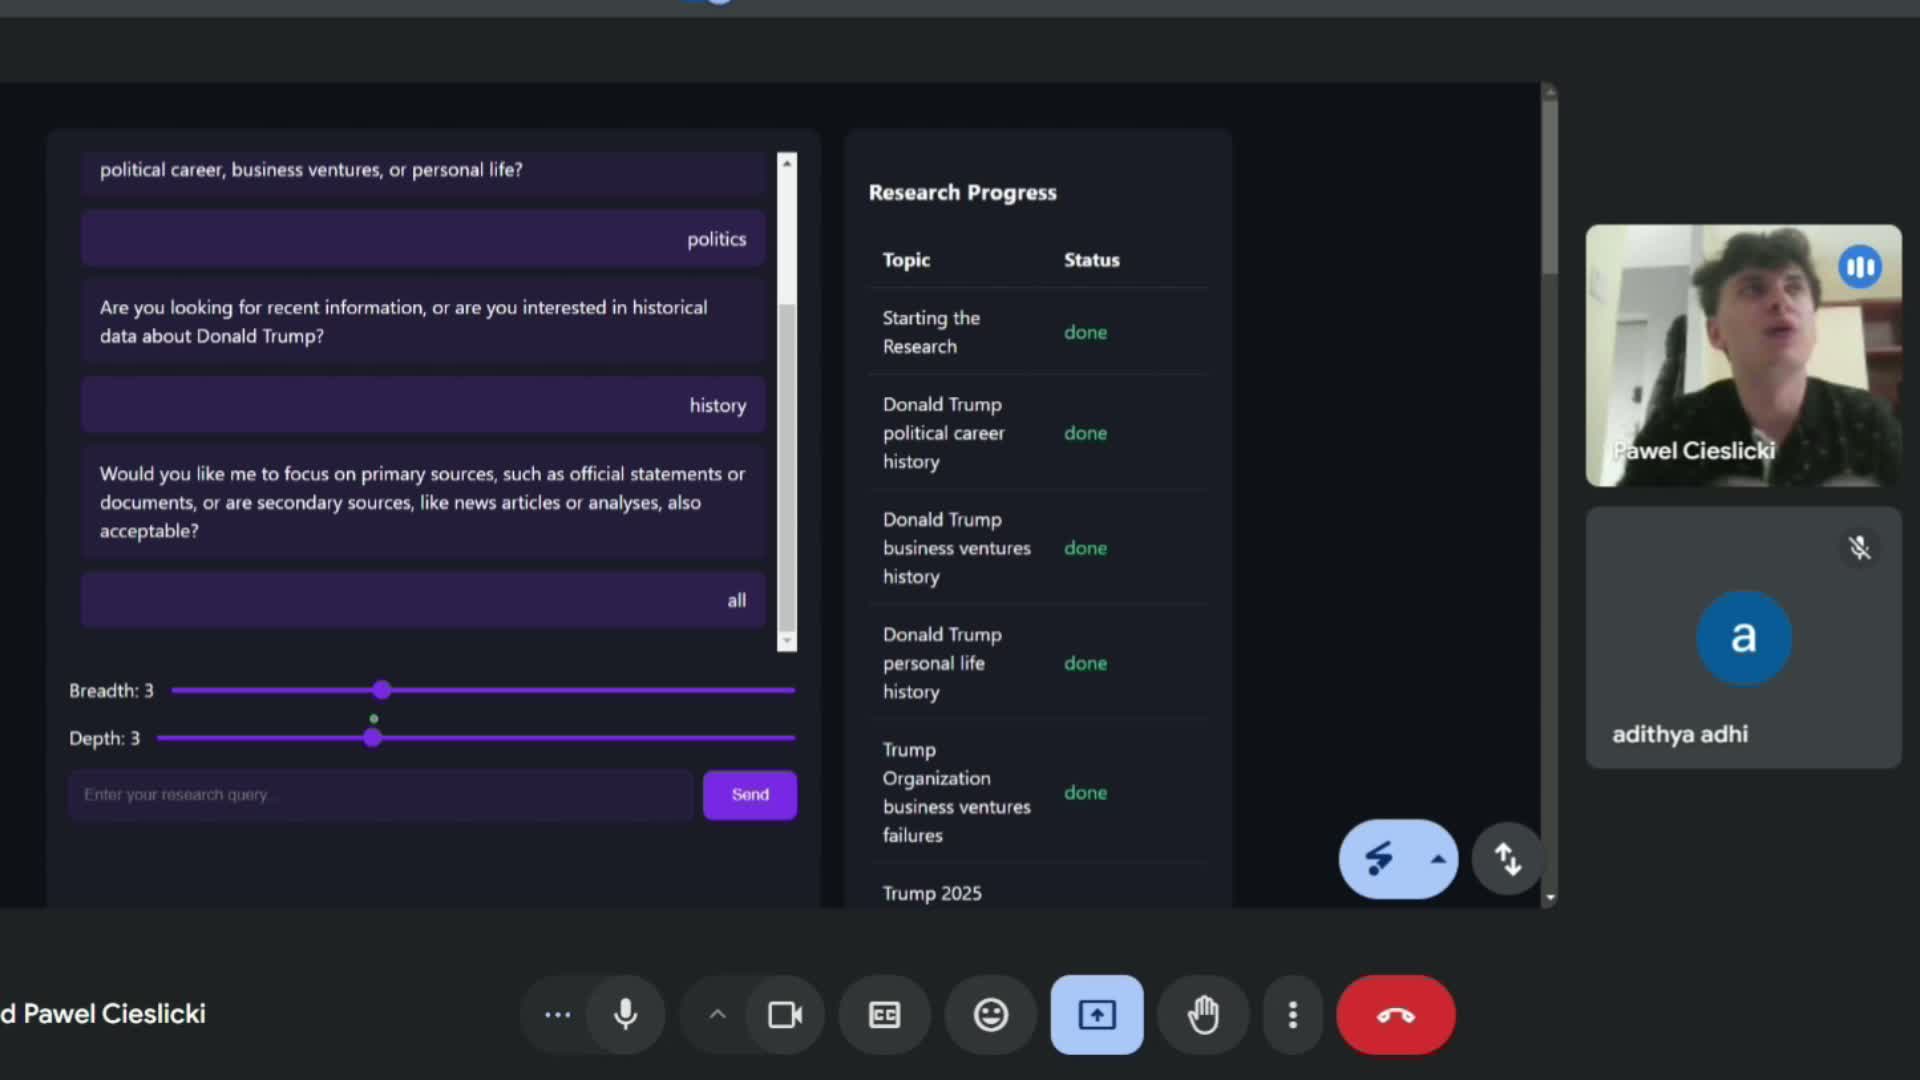 political career, business ventures, or personal life?
politics
Are you looking for recent information, or are you interested in historical
data about Donald Trump?
history
Would you like me to focus on primary sources, such as official statements or
documents, or are secondary sources, like news articles or analyses, also
acceptable?
all
Breadth: 3
Depth: 3
Enter your research query...
Send
Research Progress
Topic Status
Starting the
Research
done
Donald Trump
political career
history
done
Donald Trump
business ventures
history
done
Donald Trump
personal life
history
done
Trump
Organization
business ventures
failures
done
Trump 2025
Pawel Cieslicki
a
adithya adhi
d Pawel Cieslicki
CC